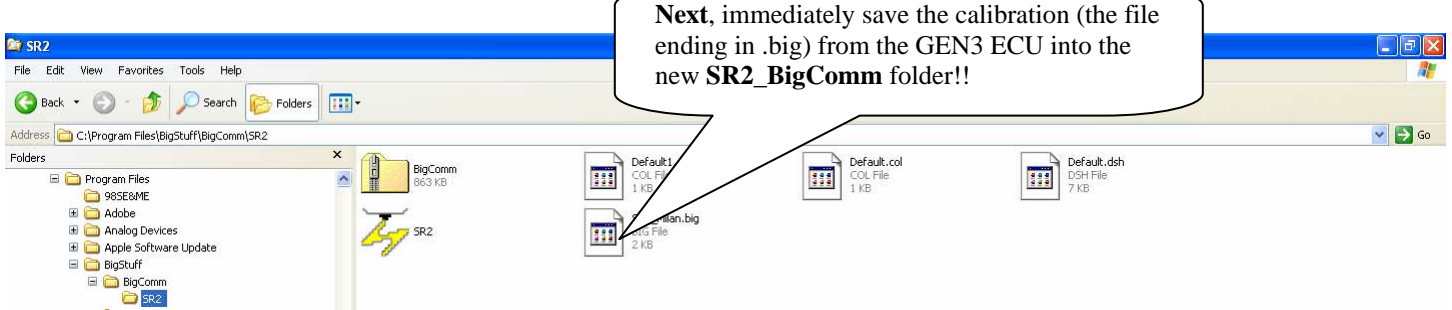 Next, immediately save the calibration (the file
ending in .big) from the GEN3 ECU into the
new SR2_BigComm folder!!
SR2
File Edit View Favorites Tools Help
Back Search Folders
Address C:\Program Files\BigStuff\BigComm\SR2 Go
Folders
Program Files
98SE&ME
Adobe
Analog Devices
Apple Software Update
BigStuff
BigComm
SR2
BigComm
863 KB
Default1
COL File
1 KB
Default.col
COL File
1 KB
Default.dsh
DSH File
7 KB
SR2
BIG File
2 KB